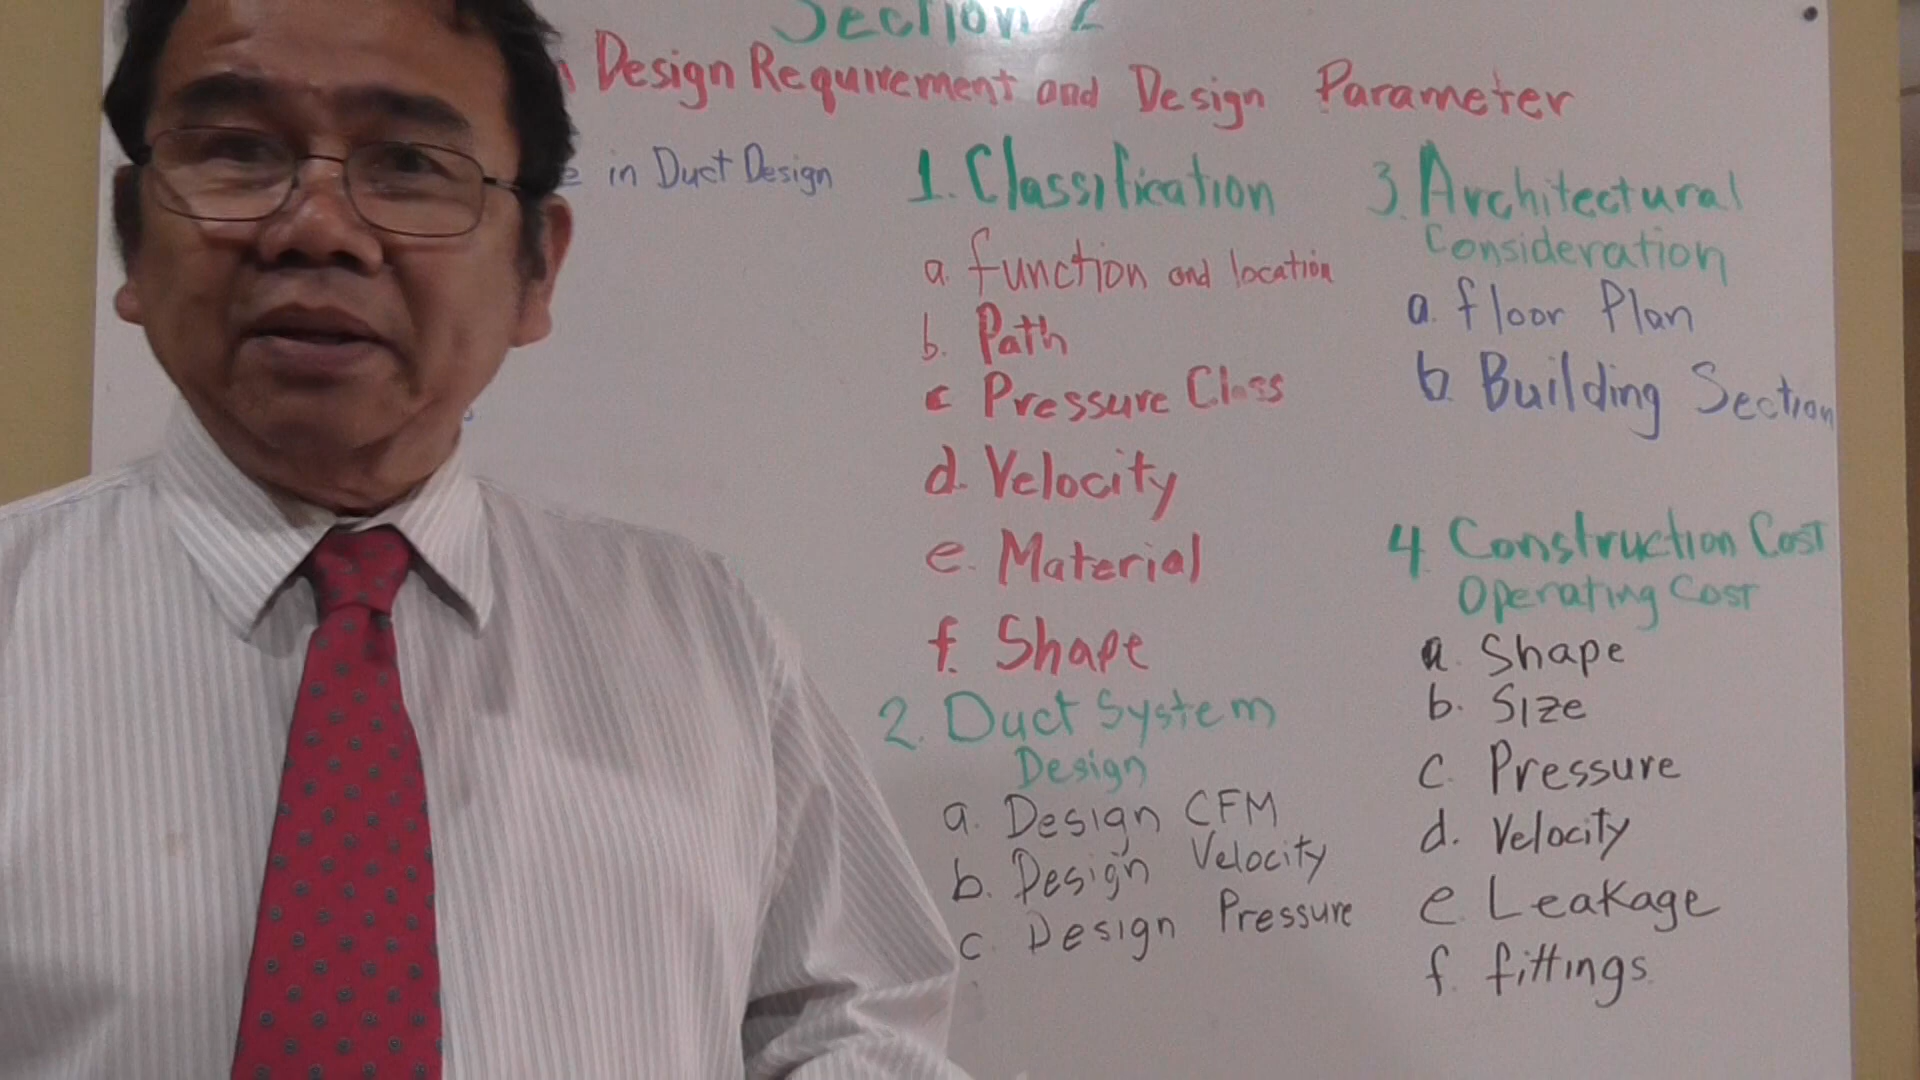 Section 2
Design Requirement and Design Parameter
in Duct Design
1. Classification
a. function and location
b. Path
c Pressure Class
d. Velocity
e. Material
f. Shape
2. Duct System
Design
a. Design CFM
b. Design Velocity
c. Design Pressure
3. Architectural
Consideration
a. floor Plan
b. Building Section
4. Construction Cost
Operating Cost
a. Shape
b. Size
c. Pressure
d. Velocity
e. Leakage
f. fittings.